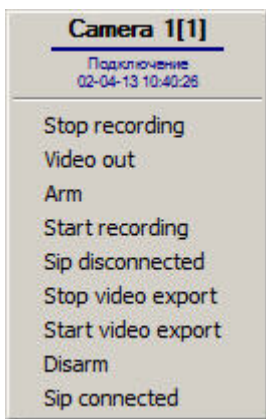 Camera 1[1]
Подключение
02-04-13 10:40:26
Stop recording
Video out
Arm
Start recording
Sip disconnected
Stop video export
Start video export
Disarm
Sip connected